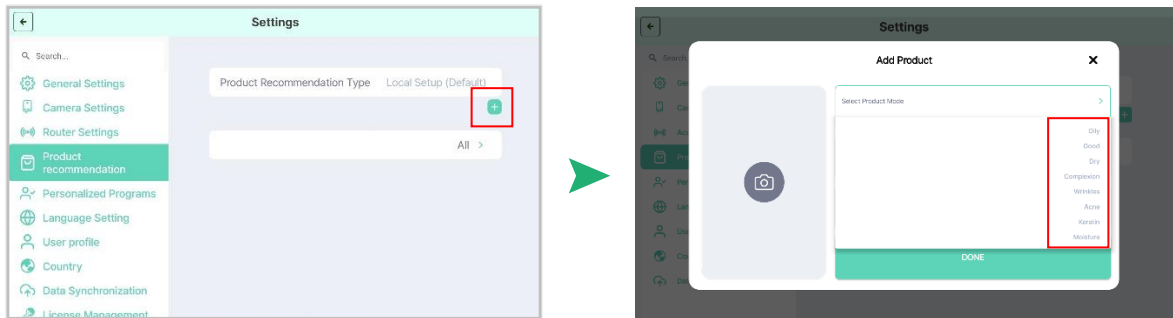 Settings
Search...
General Settings
Camera Settings
Router Settings
Product
recommendation
Personalized Programs
Language Setting
User profile
Country
Data Synchronization
License Management
Product Recommendation Type Local Setup (Default)
All >
Settings
Search
Add Product
Select Product Mode >
Oily
Good
Dry
Complexion
Wrinkles
Acne
Keratin
Moisture
DONE